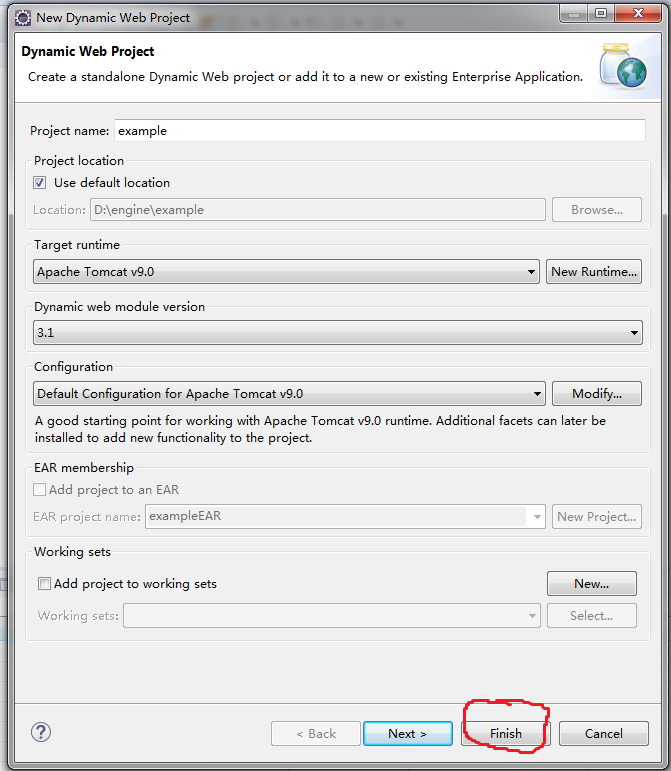 New Dynamic Web Project
Dynamic Web Project
Create a standalone Dynamic Web project or add it to a new or existing Enterprise Application.
Project name: example
Project location
Use default location
Location: D:\engine\example Browse...
Target runtime
Apache Tomcat v9.0 New Runtime...
Dynamic web module version
3.1
Configuration
Default Configuration for Apache Tomcat v9.0 Modify...
A good starting point for working with Apache Tomcat v9.0 runtime. Additional facets can later be
installed to add new functionality to the project.
EAR membership
Add project to an EAR
EAR project name: exampleEAR New Project...
Working sets
Add project to working sets New...
Working sets: Select...
? < Back Next > Finish Cancel